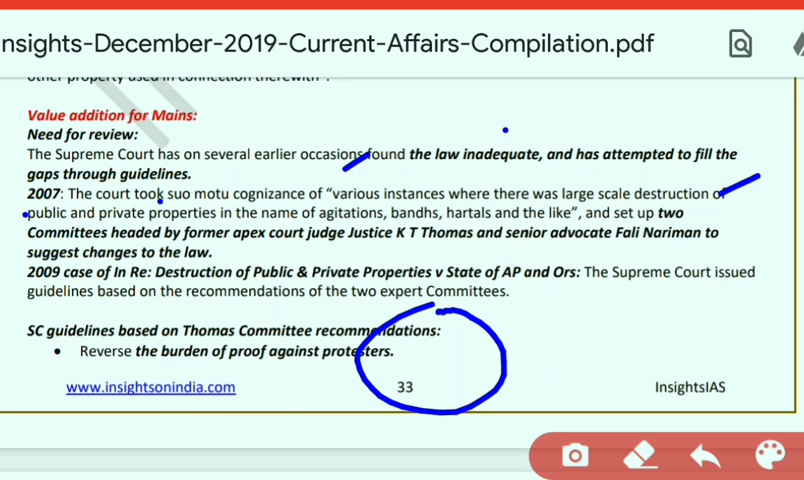 nsights-December-2019-Current-Affairs-Compilation.pdf
other property used in connection therewith".
Value addition for Mains:
Need for review:
The Supreme Court has on several earlier occasions found the law inadequate, and has attempted to fill the
gaps through guidelines.
2007: The court took suo motu cognizance of "various instances where there was large scale destruction of
public and private properties in the name of agitations, bandhs, hartals and the like", and set up two
Committees headed by former apex court judge Justice K T Thomas and senior advocate Fali Nariman to
suggest changes to the law.
2009 case of In Re: Destruction of Public & Private Properties v State of AP and Ors: The Supreme Court issued
guidelines based on the recommendations of the two expert Committees.
SC guidelines based on Thomas Committee recommendations:
• Reverse the burden of proof against protesters.
www.insightsonindia.com 33 InsightsIAS